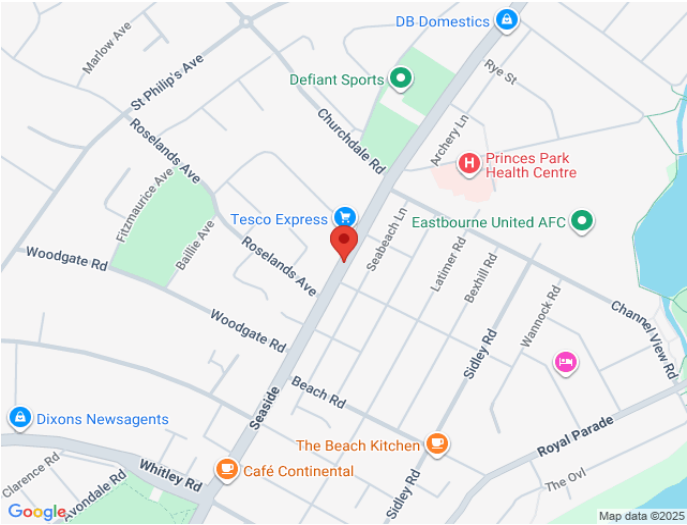 DB Domestics
Marlow Ave
St Philip's Ave
Defiant Sports
Rye St
Roselands Ave
Churchdale Rd
Archery Ln
H
Princes Park
Health Centre
Fitzmaurice Ave
Baillie Ave
Tesco Express
Seabeach Ln
Eastbourne United AFC
Woodgate Rd
Roselands Ave
Latimer Rd
Bexhill Rd
Wannock Rd
Channel View Rd
Woodgate Rd
Sidley Rd
Beach Rd
Seaside
Dixons Newsagents
The Beach Kitchen
Royal Parade
Clarence Rd
Avondale Rd
Whitley Rd
Café Continental
Sidley Rd
The Ovl
Google
Map data ©2025